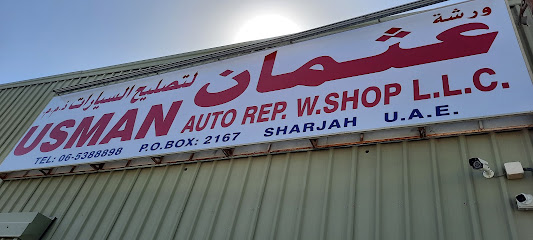 ورشة
عثمان لتصليح السيارات ذ.م.م
USMAN AUTO REP. W.SHOP L.L.C.
TEL: 06-5388898 P.O.BOX: 2167 SHARJAH U.A.E.